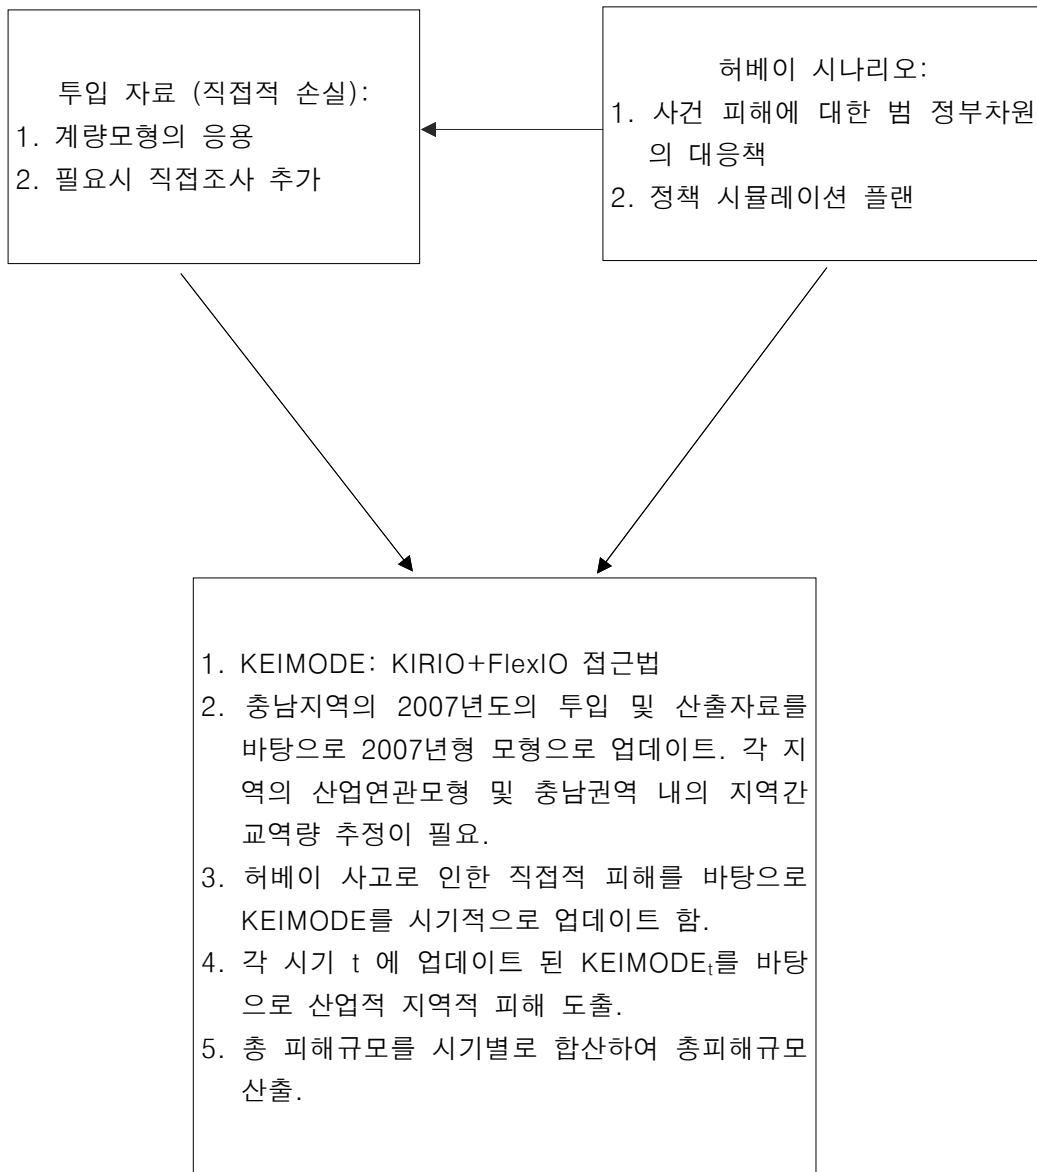 투입 자료 (직접적 손실):
1. 계량모형의 응용
2. 필요시 직접조사 추가
허베이 시나리오:
1. 사건 피해에 대한 범 정부차원
의 대응책
2. 정책 시뮬레이션 플랜
1. KEIMODE: KIRIO+FlexIO 접근법
2. 충남지역의 2007년도의 투입 및 산출자료를
바탕으로 2007년형 모형으로 업데이트. 각 지
역의 산업연관모형 및 충남권역 내의 지역간
교역량 추정이 필요.
3. 허베이 사고로 인한 직접적 피해를 바탕으로
KEIMODE를 시기적으로 업데이트 함.
4. 각 시기 t 에 업데이트 된 KEIMODEₜ를 바탕
으로 산업적 지역적 피해 도출.
5. 총 피해규모를 시기별로 합산하여 총피해규모
산출.